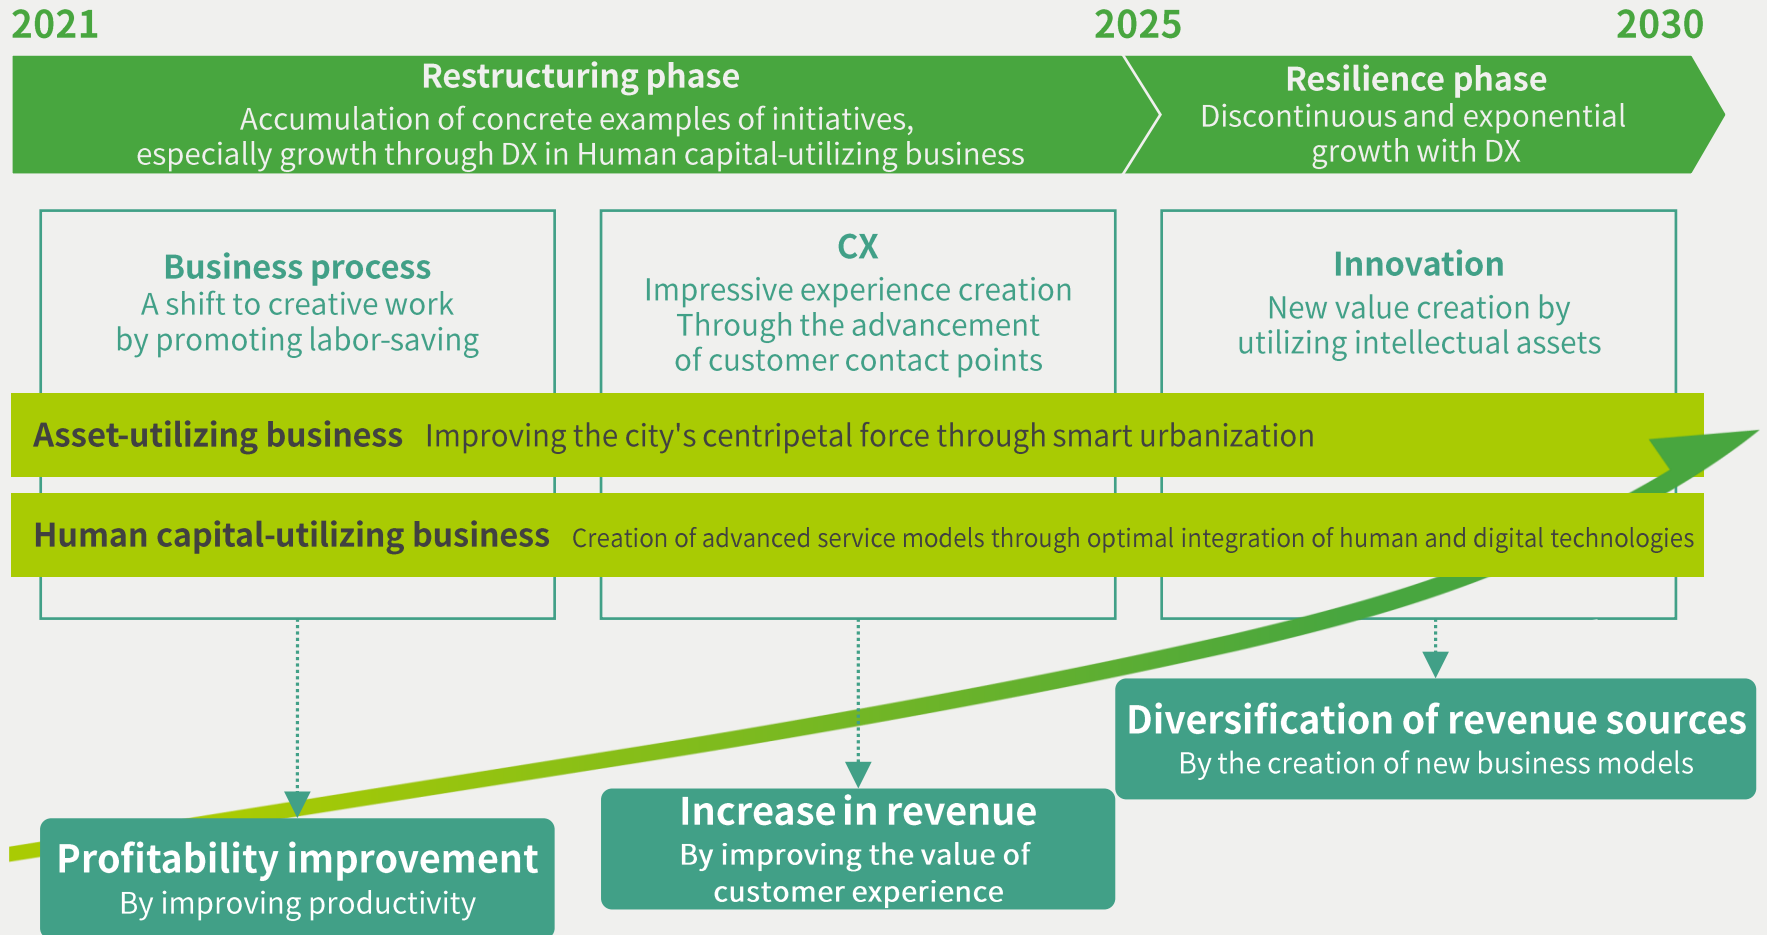 2021
2025
2030
Restructuring phase
Accumulation of concrete examples of initiatives,
especially growth through DX in Human capital-utilizing business
Resilience phase
Discontinuous and exponential
growth with DX
Business process
A shift to creative work
by promoting labor-saving
CX
Impressive experience creation
Through the advancement
of customer contact points
Innovation
New value creation by
utilizing intellectual assets
Asset-utilizing business Improving the city's centripetal force through smart urbanization
Human capital-utilizing business Creation of advanced service models through optimal integration of human and digital technologies
Profitability improvement
By improving productivity
Increase in revenue
By improving the value of
customer experience
Diversification of revenue sources
By the creation of new business models